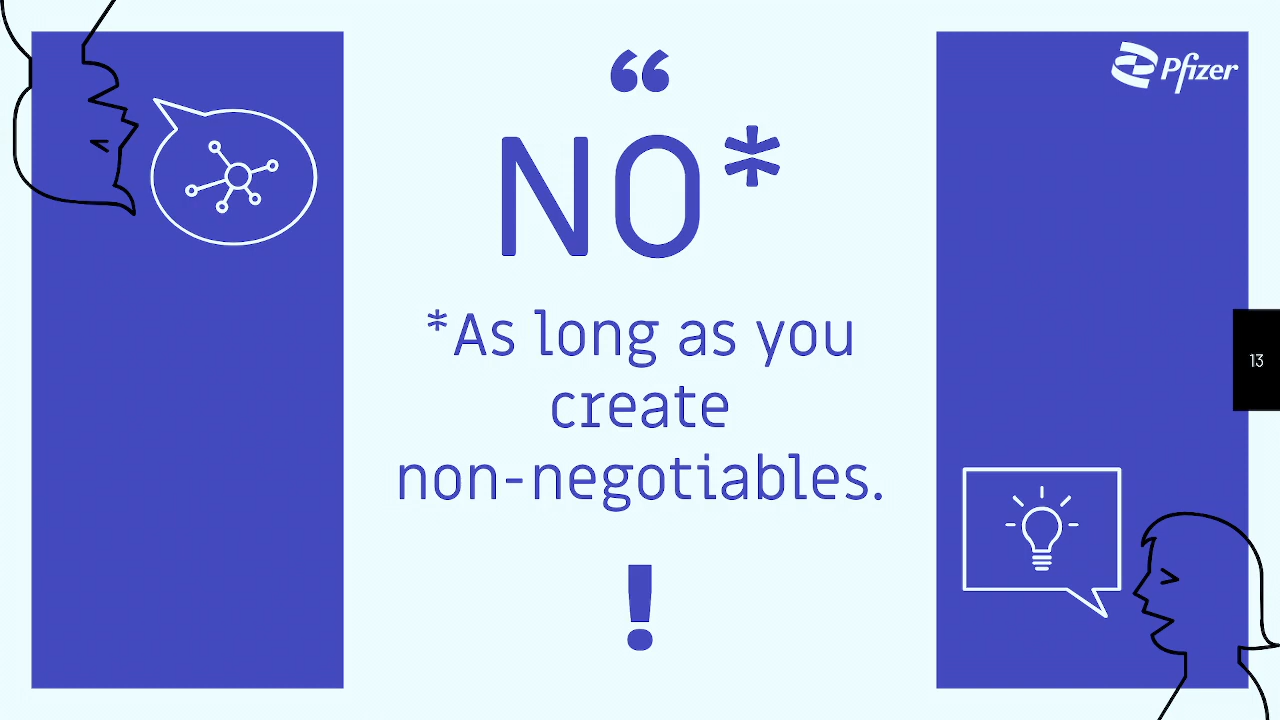 Pfizer
“
NO*
*As long as you
create
non-negotiables.
!
13